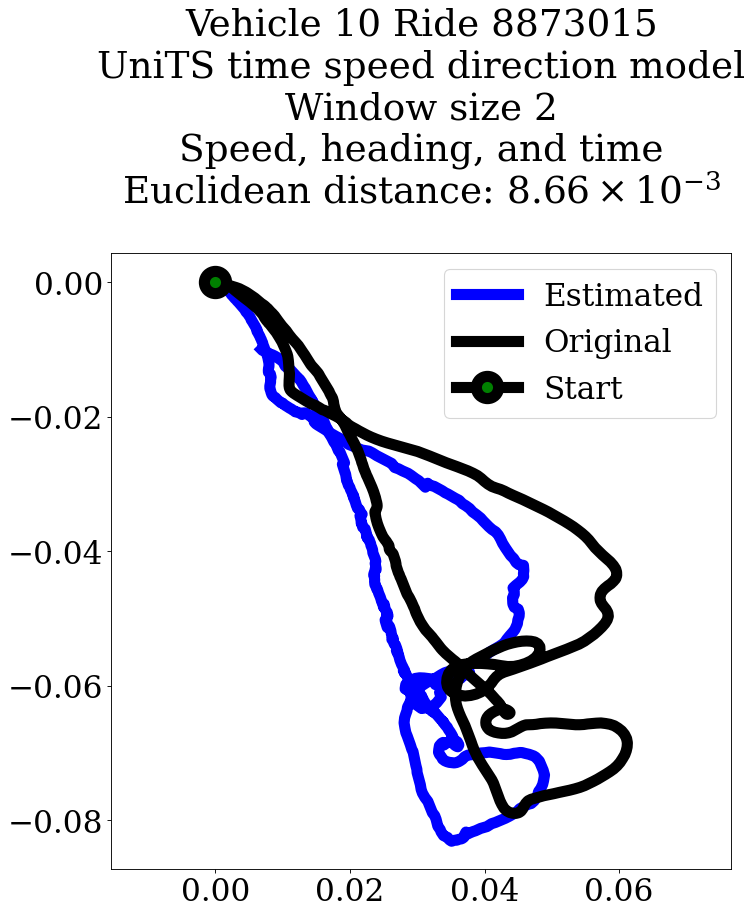 Vehicle 10 Ride 8873015
UniTS time speed direction model
Window size 2
Speed, heading, and time
Euclidean distance: 8.66 × 10⁻³
Estimated
Original
Start
0.00
−0.02
−0.04
−0.06
−0.08
0.00 0.02 0.04 0.06